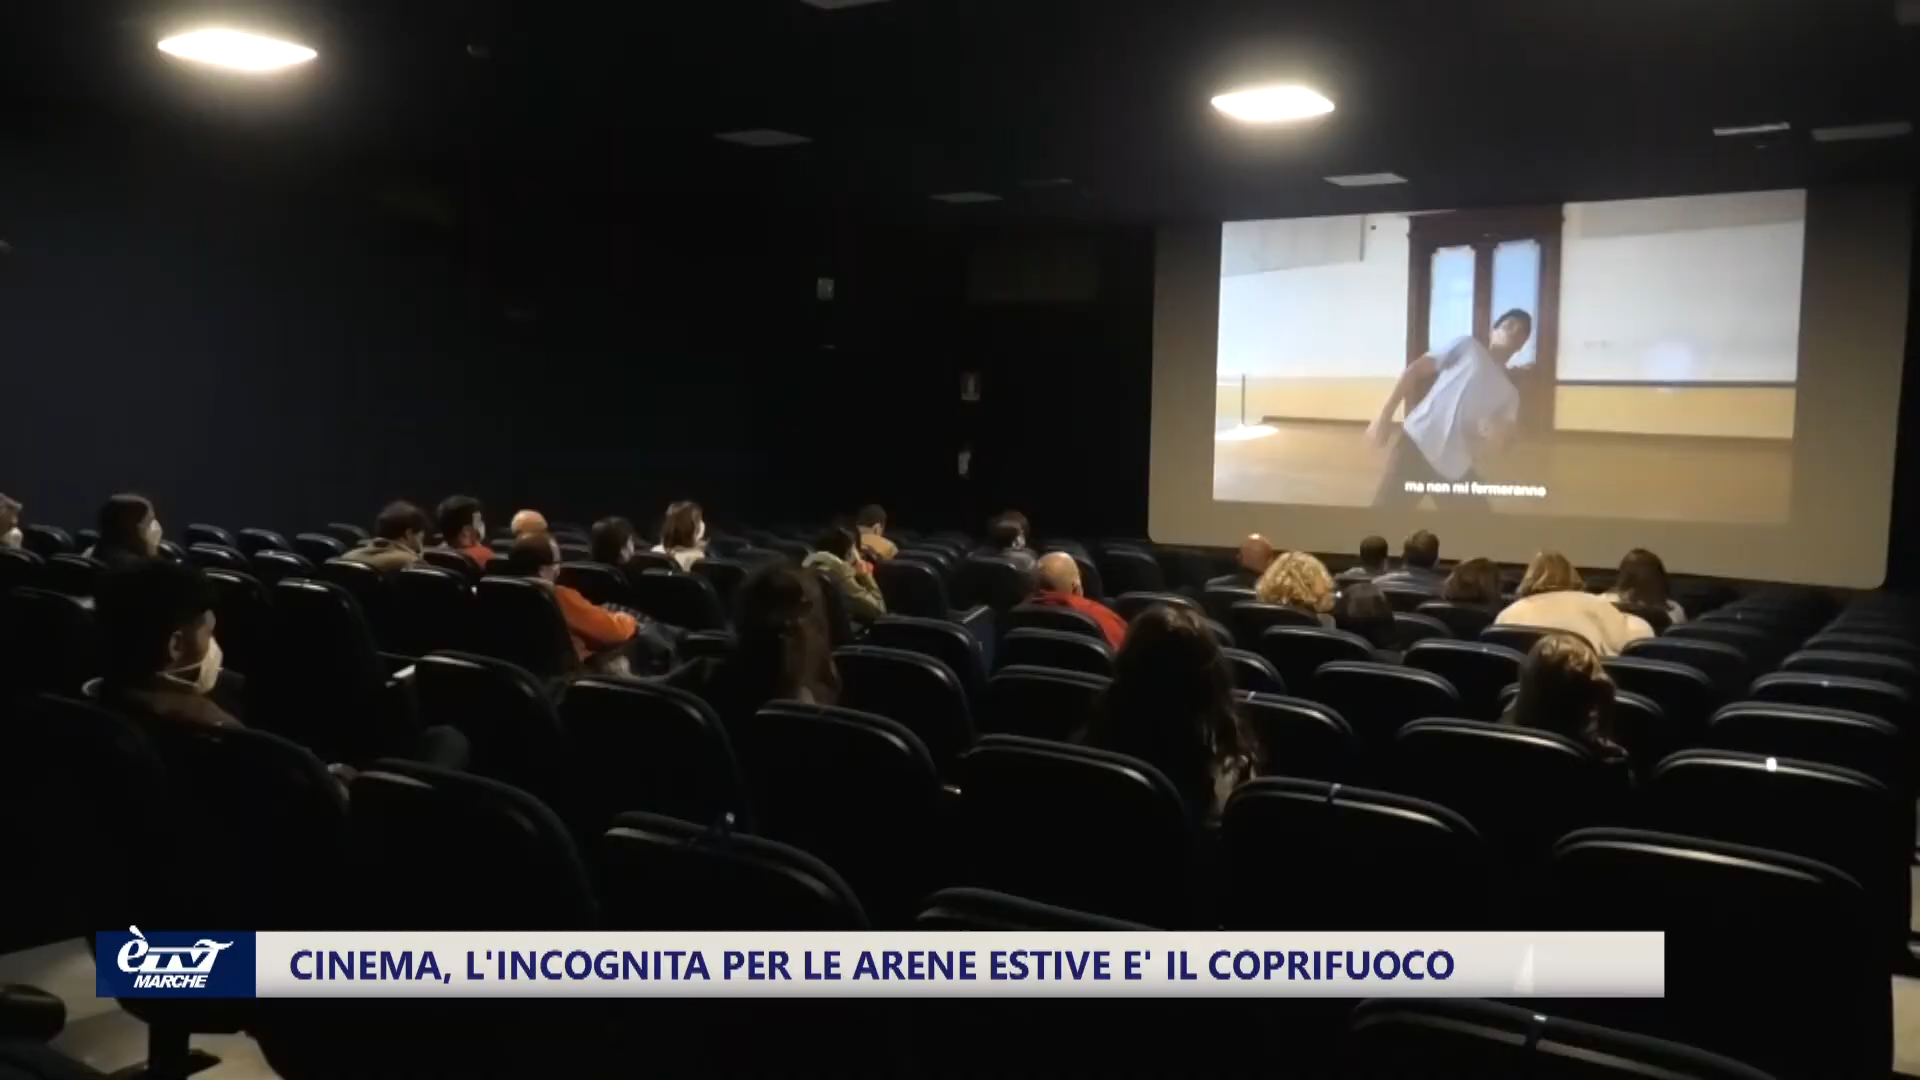 ma non mi fermeranno
èTV
MARCHE
CINEMA, L'INCOGNITA PER LE ARENE ESTIVE E' IL COPRIFUOCO